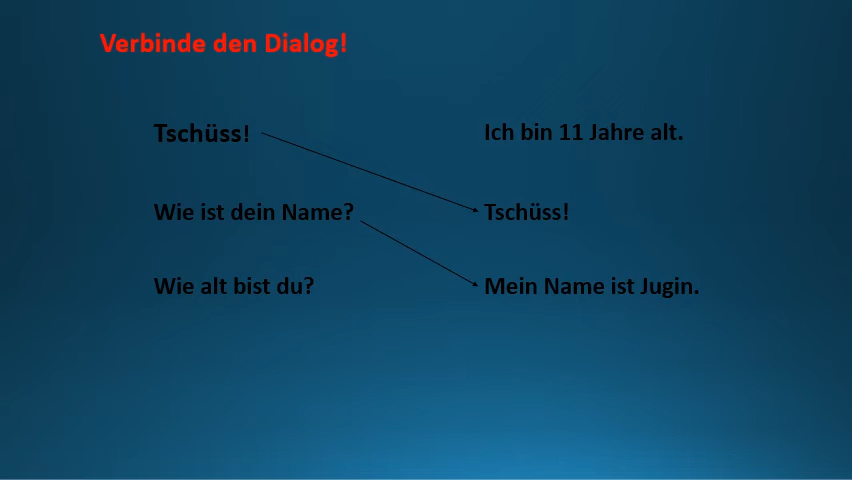 Verbinde den Dialog!
Tschüss!
Ich bin 11 Jahre alt.
Wie ist dein Name?
Tschüss!
Wie alt bist du?
Mein Name ist Jugin.